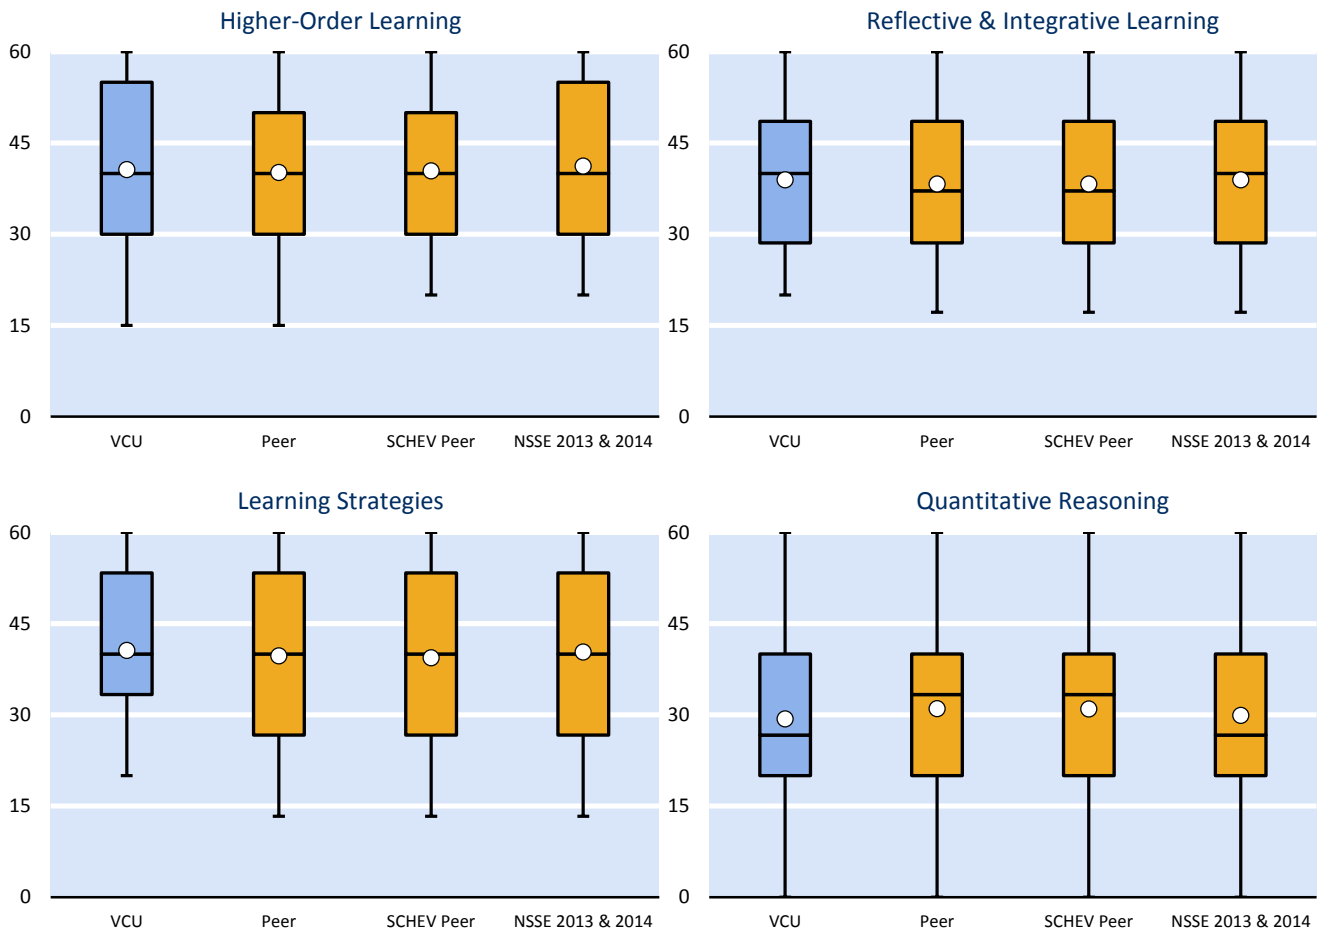 Higher-Order Learning
60
45
30
15
0
VCU Peer SCHEV Peer NSSE 2013 & 2014
Reflective & Integrative Learning
60
45
30
15
0
VCU Peer SCHEV Peer NSSE 2013 & 2014
Learning Strategies
60
45
30
15
0
VCU Peer SCHEV Peer NSSE 2013 & 2014
Quantitative Reasoning
60
45
30
15
0
VCU Peer SCHEV Peer NSSE 2013 & 2014